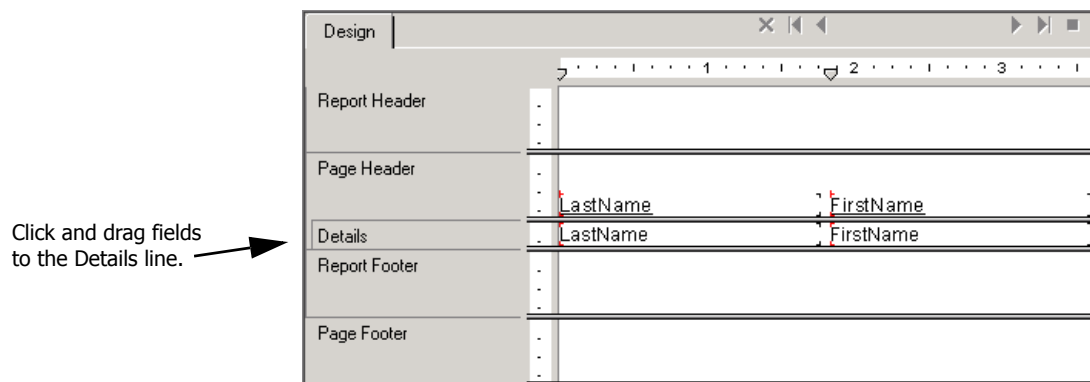 Design
1 2 3
Report Header
Page Header
LastName FirstName
Click and drag fields
to the Details line.
Details
LastName FirstName
Report Footer
Page Footer